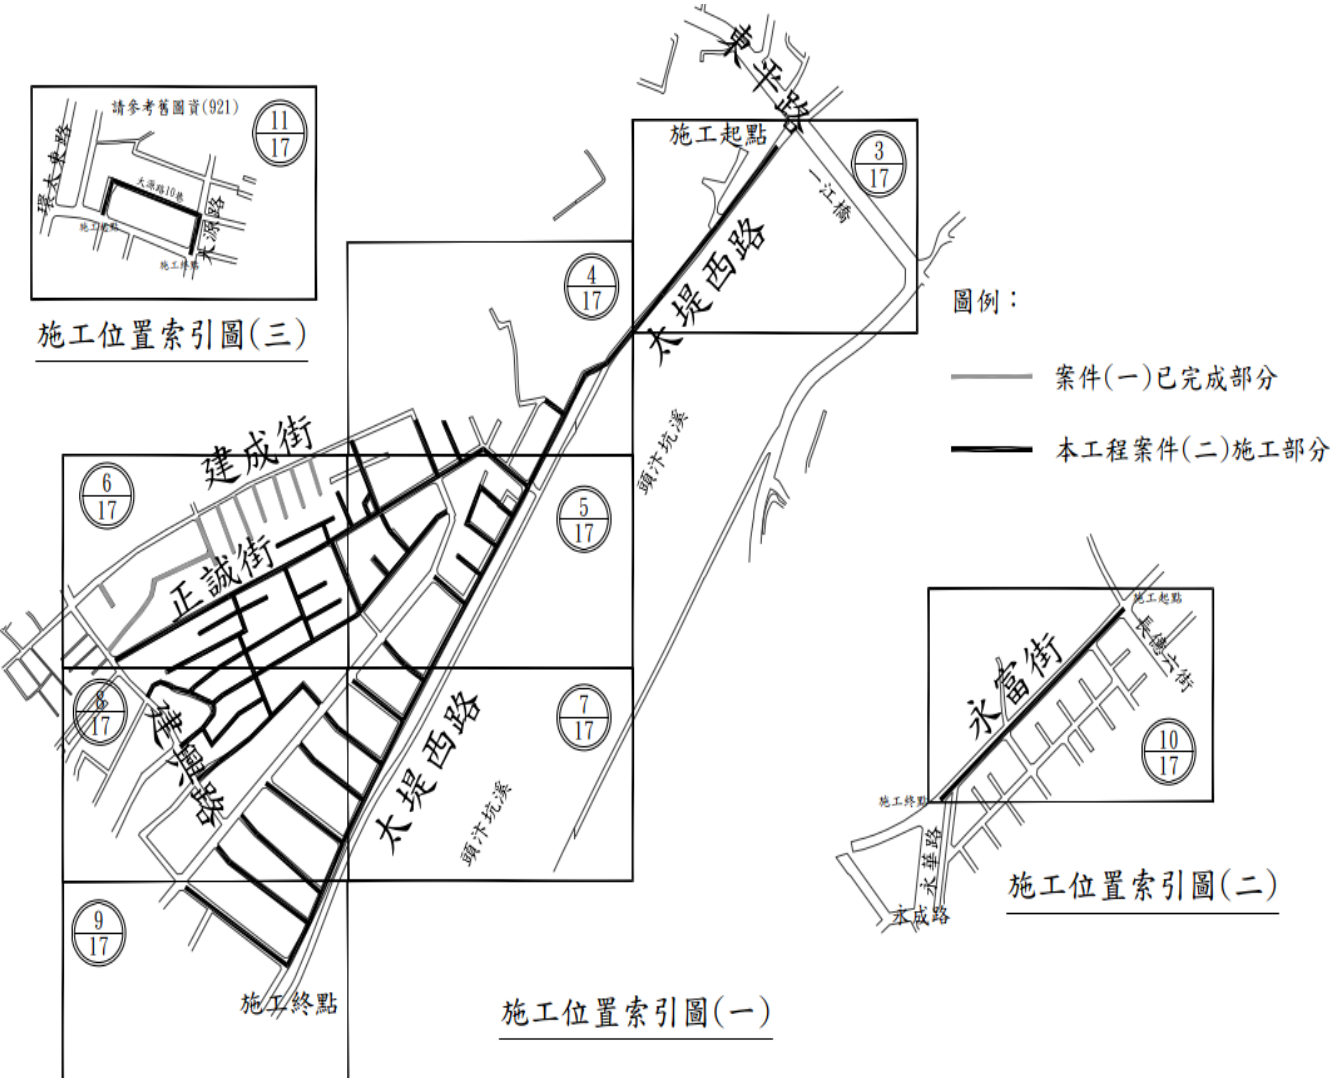 東平路
請參考舊圖資(921)
11
17
環太東路
大源路10巷
大源路
施工起點
施工終點
施工位置索引圖(三)
施工起點
3
17
一江橋
太堤西路
4
17
圖例：
案件(一)已完成部分
本工程案件(二)施工部分
頭汴坑溪
建成街
6
17
5
17
正誠街
8
17
建興路
7
17
太堤西路
頭汴坑溪
9
17
施工終點
施工位置索引圖(一)
施工起點
長億六街
永富街
10
17
施工終點
永華路
永成路
施工位置索引圖(二)